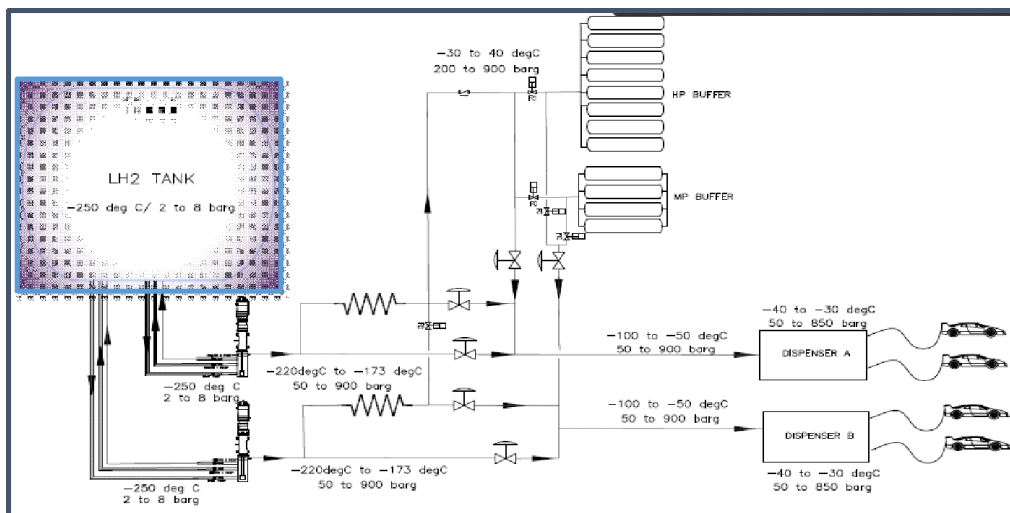 -30 to 40 degC
200 to 900 barg
FC
HP BUFFER
LH2 TANK
-250 deg C/ 2 to 8 barg
MP BUFFER
FC
-40 to -30 degC
50 to 850 barg
-100 to -50 degC
50 to 900 barg
DISPENSER A
-250 deg C
2 to 8 barg
-220degC to -173 degC
50 to 900 barg
-100 to -50 degC
50 to 900 barg
DISPENSER B
-220degC to -173 degC
50 to 900 barg
-40 to -30 degC
50 to 850 barg
-250 deg C
2 to 8 barg